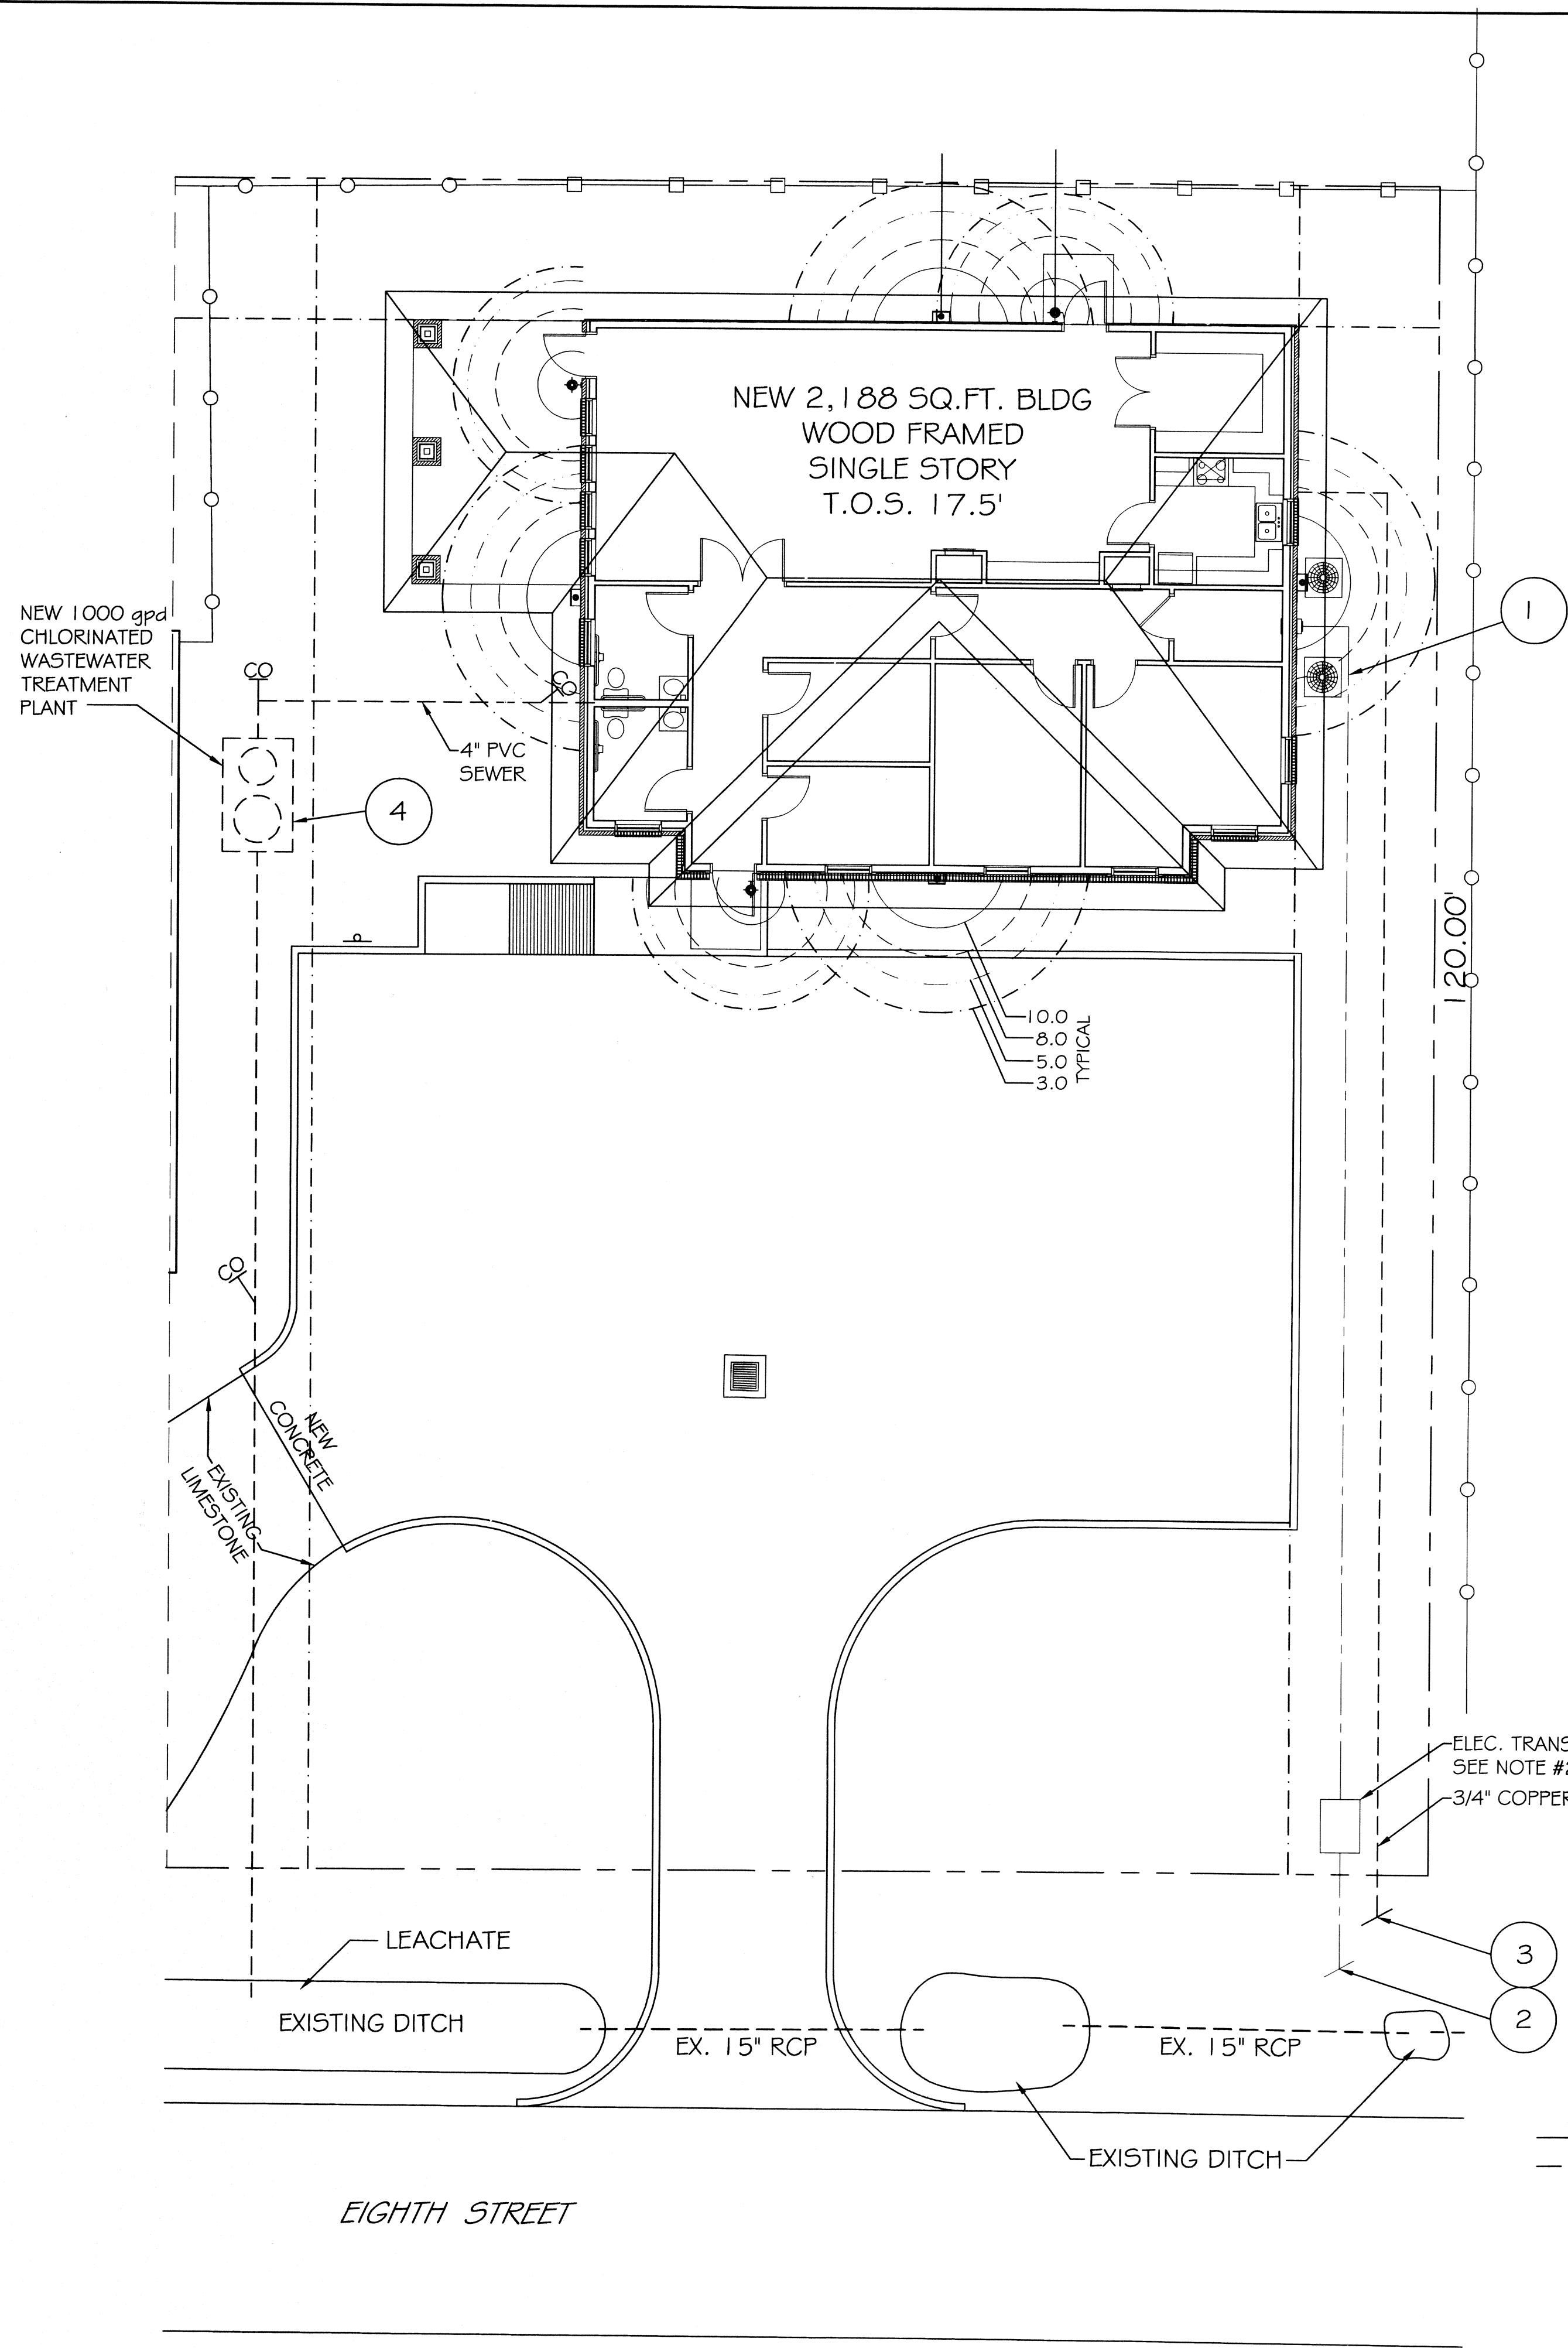 NEW 2,188 SQ.FT. BLDG
WOOD FRAMED
SINGLE STORY
T.O.S. 17.5'
NEW 1000 gpd
CHLORINATED
WASTEWATER
TREATMENT
PLANT
1
CO
CO
4" PVC
SEWER
4
120.00'
10.0
8.0
5.0
3.0
TYPICAL
CO
NEW
CONCRETE
EXISTING
LIMESTONE
ELEC. TRANS
SEE NOTE #2
3/4" COPPER
LEACHATE
3
2
EXISTING DITCH
EX. 15" RCP
EX. 15" RCP
EXISTING DITCH
EIGHTH STREET